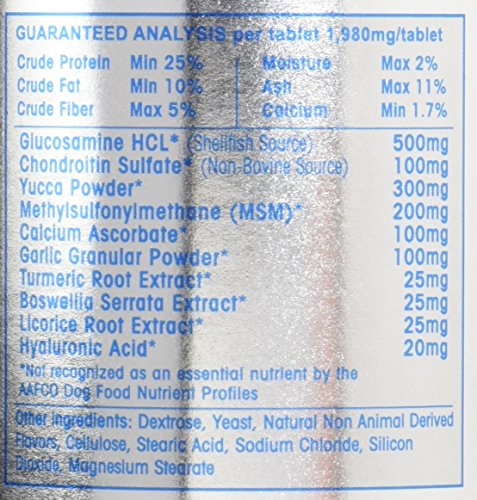 GUARANTEED ANALYSIS per tablet 1,980mg/tablet
Crude Protein Min 25% Moisture Max 2%
Crude Fat Min 10% Ash Max 11%
Crude Fiber Max 5% Calcium Min 1.7%
Glucosamine HCL* (Shellfish Source) 500mg
Chondroitin Sulfate* (Non-Bovine Source) 100mg
Yucca Powder* 300mg
Methylsulfonylmethane (MSM)* 200mg
Calcium Ascorbate* 100mg
Garlic Granular Powder* 100mg
Turmeric Root Extract* 25mg
Boswellia Serrata Extract* 25mg
Licorice Root Extract* 25mg
Hyaluronic Acid* 20mg
*Not recognized as an essential nutrient by the
AAFCO Dog Food Nutrient Profiles
Other Ingredients: Dextrose, Yeast, Natural Non Animal Derived
Flavors, Cellulose, Stearic Acid, Sodium Chloride, Silicon
Dioxide, Magnesium Stearate